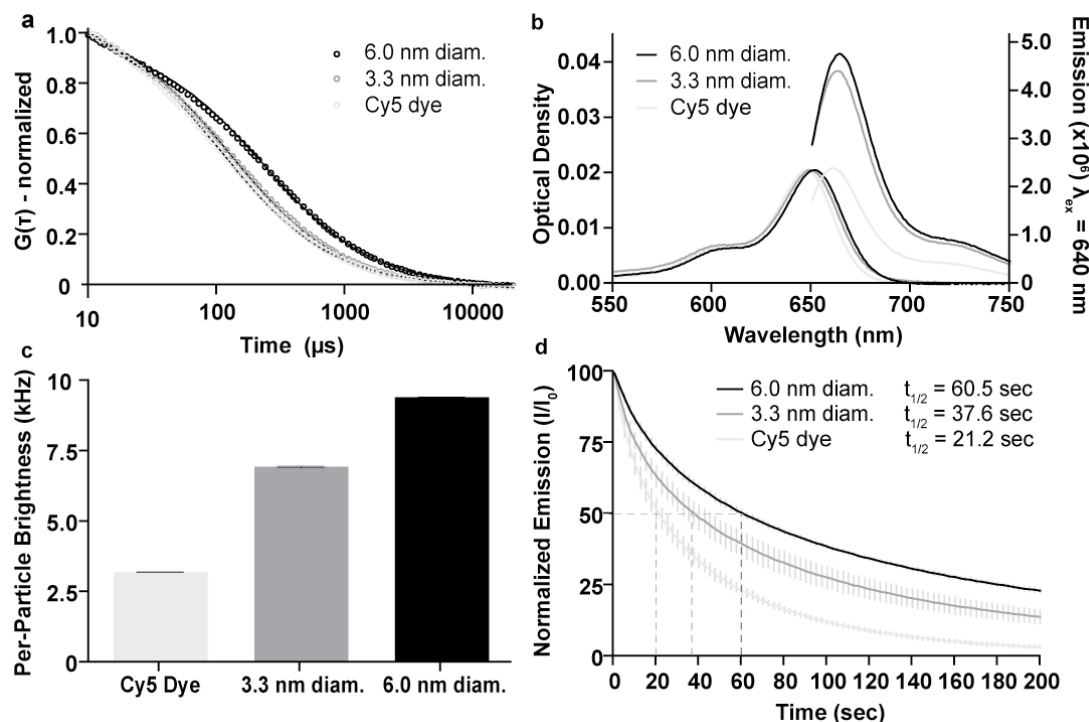 a
1.0
0.8
0.6
0.4
0.2
0
G(τ) - normalized
6.0 nm diam.
3.3 nm diam.
Cy5 dye
10
100
1000
10000
Time (µs)
b
0.04
0.03
0.02
0.01
0.00
Optical Density
6.0 nm diam.
3.3 nm diam.
Cy5 dye
5.0
4.0
3.0
2.0
1.0
0
Emission (x10⁶) λex = 640 nm
550
600
650
700
750
Wavelength (nm)
c
10
7.5
5.0
2.5
0
Per-Particle Brightness (kHz)
Cy5 Dye
3.3 nm diam.
6.0 nm diam.
d
100
75
50
25
0
Normalized Emission (I/I₀)
6.0 nm diam. t1/2 = 60.5 sec
3.3 nm diam. t1/2 = 37.6 sec
Cy5 dye t1/2 = 21.2 sec
0 20 40 60 80 100 120 140 160 180 200
Time (sec)